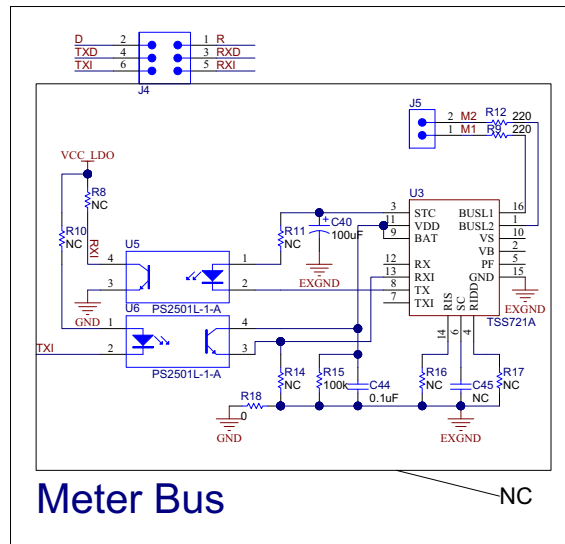 D 2 1 R
TXD 4 3 RXD
TXI 6 5 RXI
J4
J5
2 M2 R12 220
1 M1 R9 220
VCC_LDO
R8
NC
R10
NC
RXI
U5
4 1
3 2
PS2501L-1-A
GND
U6
1 4
2 3
PS2501L-1-A
TXI
R11
NC
+
C40
100uF
EXGND
U3
3 STC BUSL1 16
11 VDD BUSL2 1
9 BAT VS 10
VB 2
12 RX PF 5
13 RXI GND 15
8 TX
7 TXI
RIS SC RIDD
14 6 4
TSS721A
EXGND
R14
NC
R15
100k
C44
0.1uF
R16
NC
C45
NC
R17
NC
R18
0
GND
EXGND
Meter Bus
NC